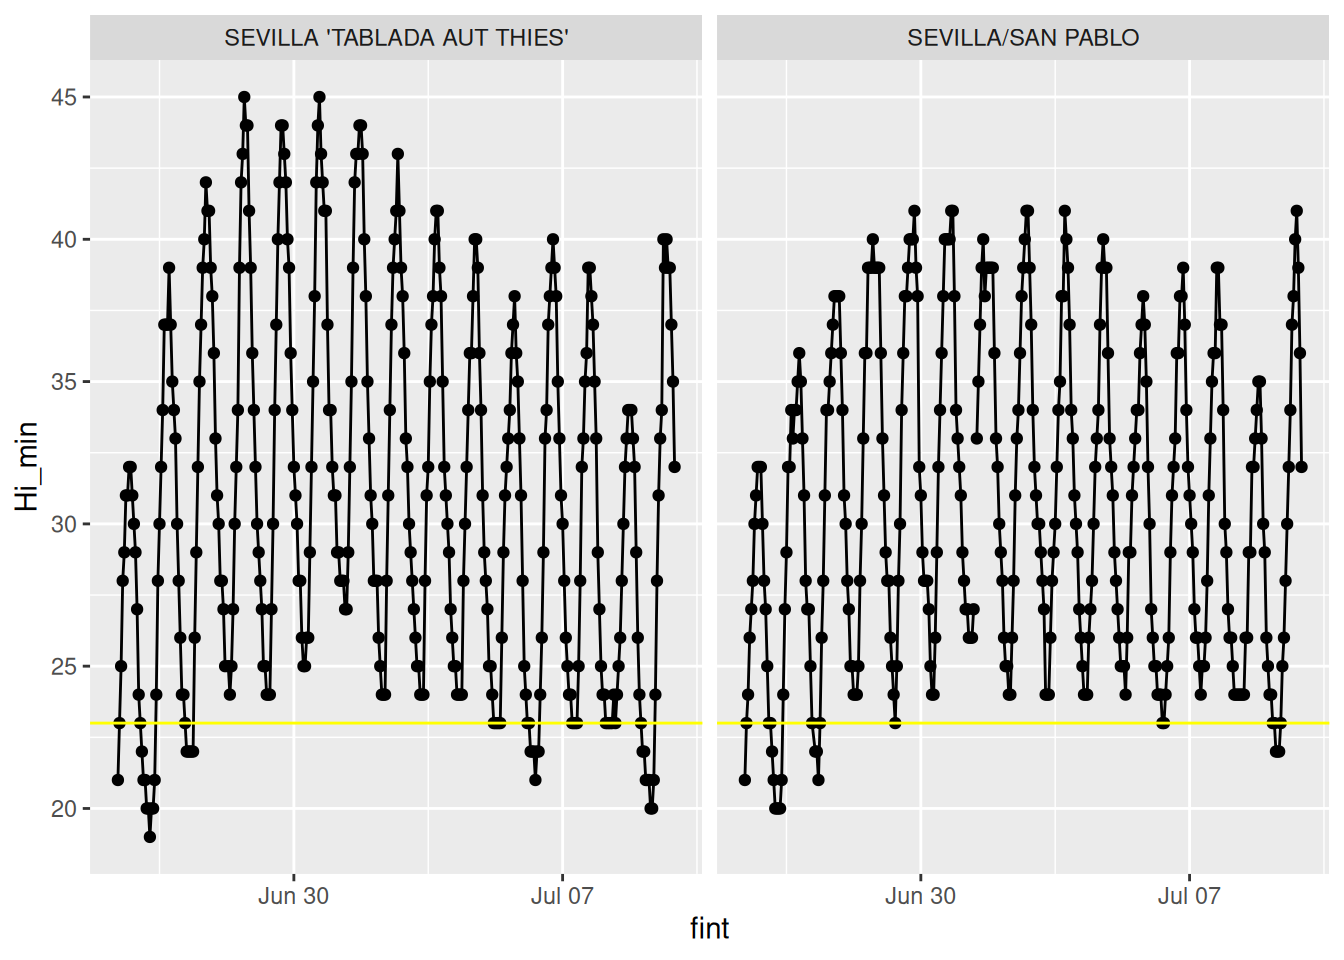 SEVILLA 'TABLADA AUT THIES'
SEVILLA/SAN PABLO
45
40
35
30
25
20
Hi_min
Jun 30
Jul 07
Jun 30
Jul 07
fint